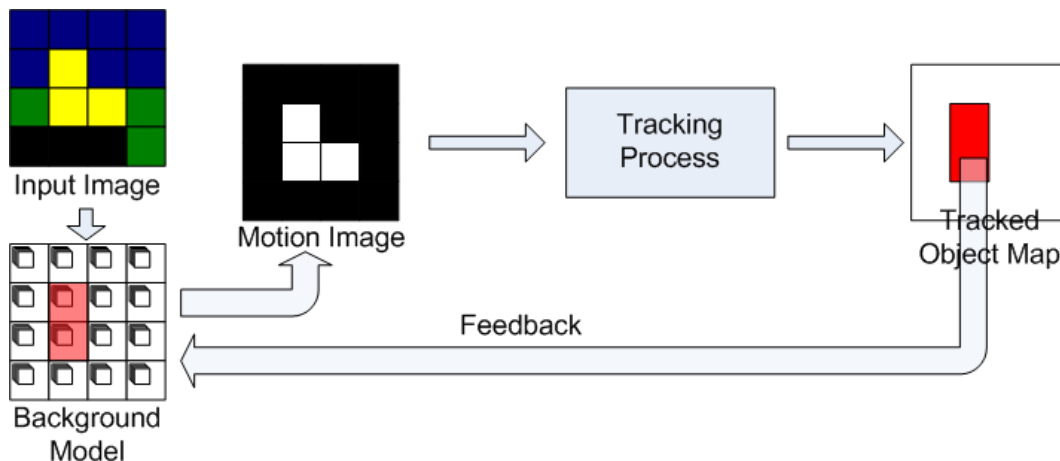 Input Image
Motion Image
Tracking
Process
Tracked
Object Map
Feedback
Background
Model